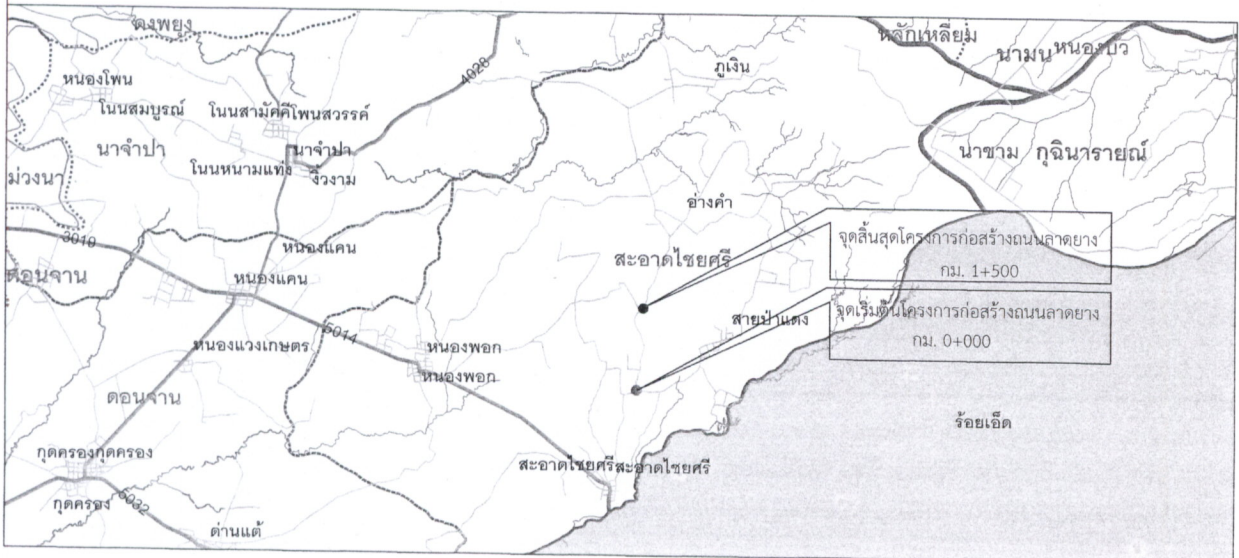 ดงพยุง
หลักเหลี่ยม
นามน
หนองบัว
หนองโพน
4028
ภูเงิน
โนนสมบูรณ์
โนนสามัคคี
โพนสวรรค์
นาจำปา
นาจำปา
น่าขาม
กุฉินารายณ์
ม่วงนา
โนนหนามแท่ง
งิ้วงาม
อ่างคำ
3019
หนองแคน
จุดสิ้นสุดโครงการก่อสร้างถนนลาดยาง
กม. 1+500
สะอาดไชยศรี
ดอนจาน
หนองแคน
สายป่าแดง
จุดเริ่มต้นโครงการก่อสร้างถนนลาดยาง
กม. 0+000
5014
หนองแวงเกษตร
หนองพอก
หนองพอก
ดอนจาน
ร้อยเอ็ด
กุดครอง
กุดครอง
สะอาดไชยศรี
สะอาดไชยศรี
กุดครอง
6032
ด่านแต้